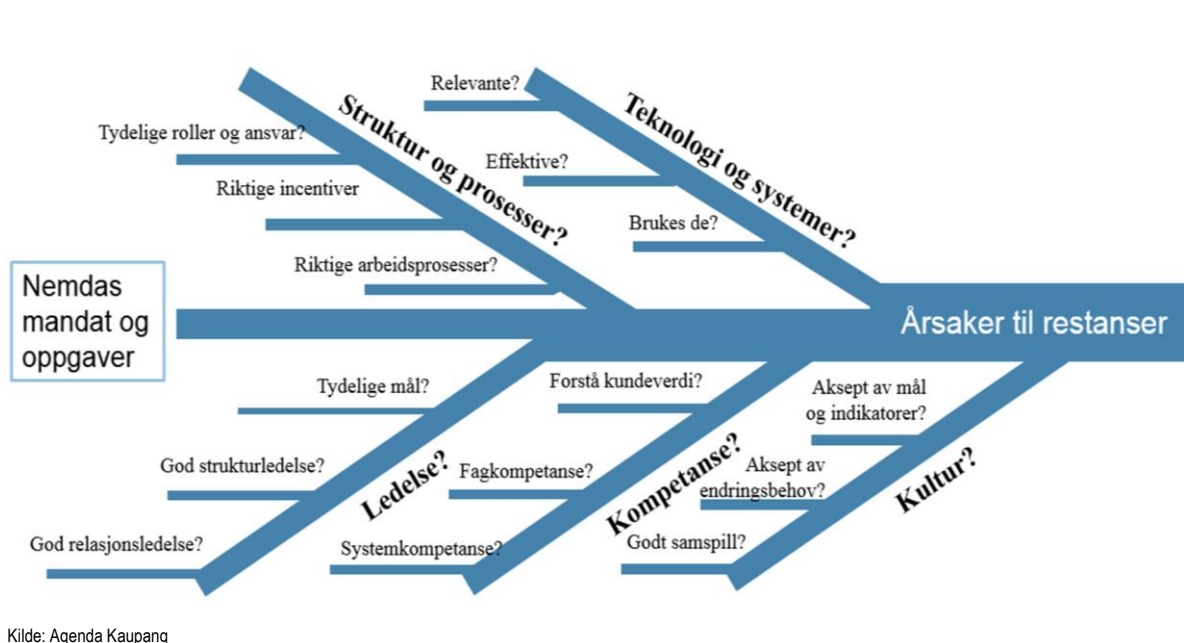 Relevante?
Struktur og prosesser?
Teknologi og systemer?
Tydelige roller og ansvar?
Effektive?
Riktige incentiver
Brukes de?
Riktige arbeidsprosesser?
Nemdas
mandat og
oppgaver
Årsaker til restanser
Tydelige mål?
Forstå kundeverdi?
Aksept av mål
og indikatorer?
God strukturledelse?
Ledelse?
Fagkompetanse?
Kompetanse?
Aksept av
endringsbehov?
Kultur?
God relasjonsledelse?
Systemkompetanse?
Godt samspill?
Kilde: Agenda Kaupang